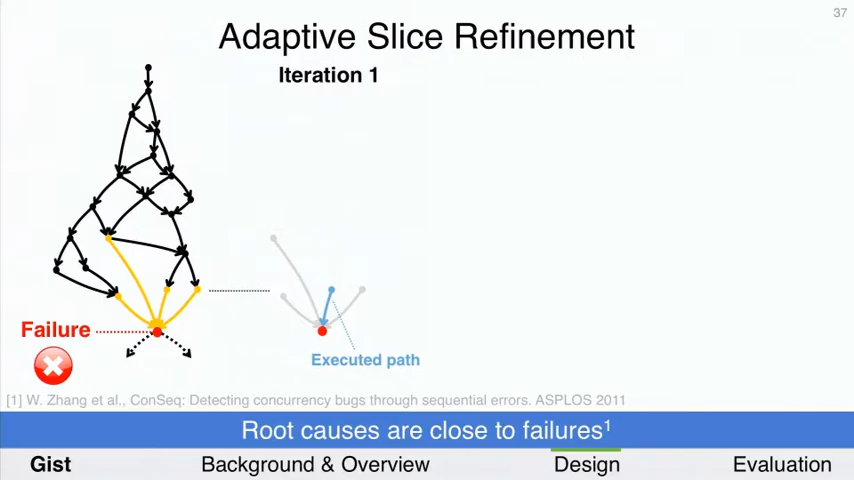 37
Adaptive Slice Refinement
Iteration 1
Failure
Executed path
[1] W. Zhang et al., ConSeq: Detecting concurrency bugs through sequential errors. ASPLOS 2011
Root causes are close to failures¹
Gist Background & Overview Design Evaluation